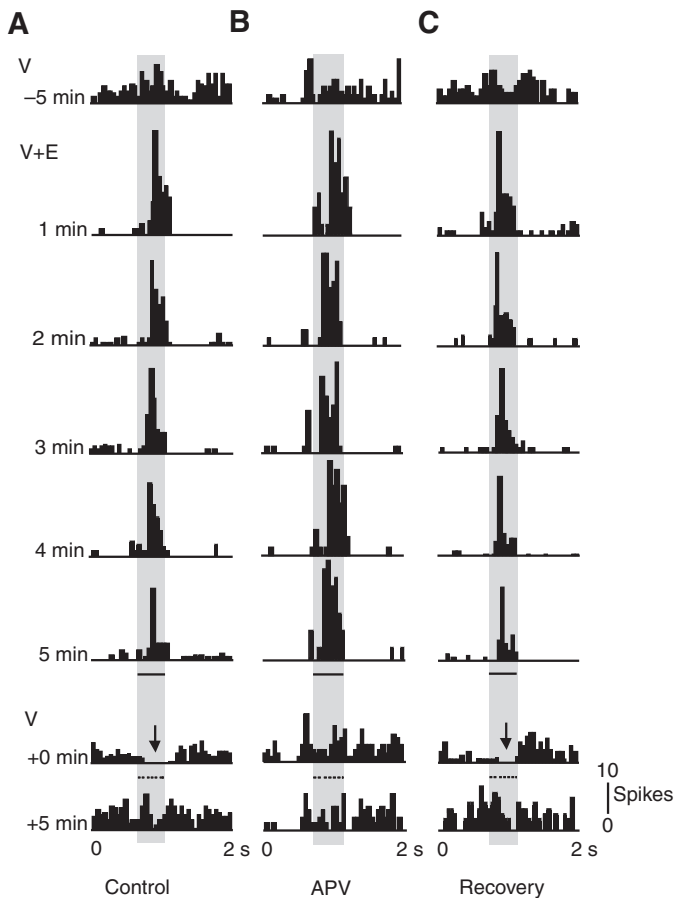 A B C
V
–5 min
V+E
1 min
2 min
3 min
4 min
5 min
V
+0 min
10
Spikes
0
+5 min
0 2 s 0 2 s 0 2 s
Control APV Recovery